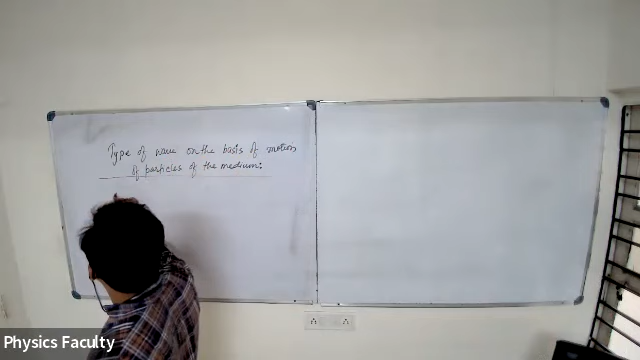 Type of wave on the basis of motion
of particles of the medium:
Physics Faculty